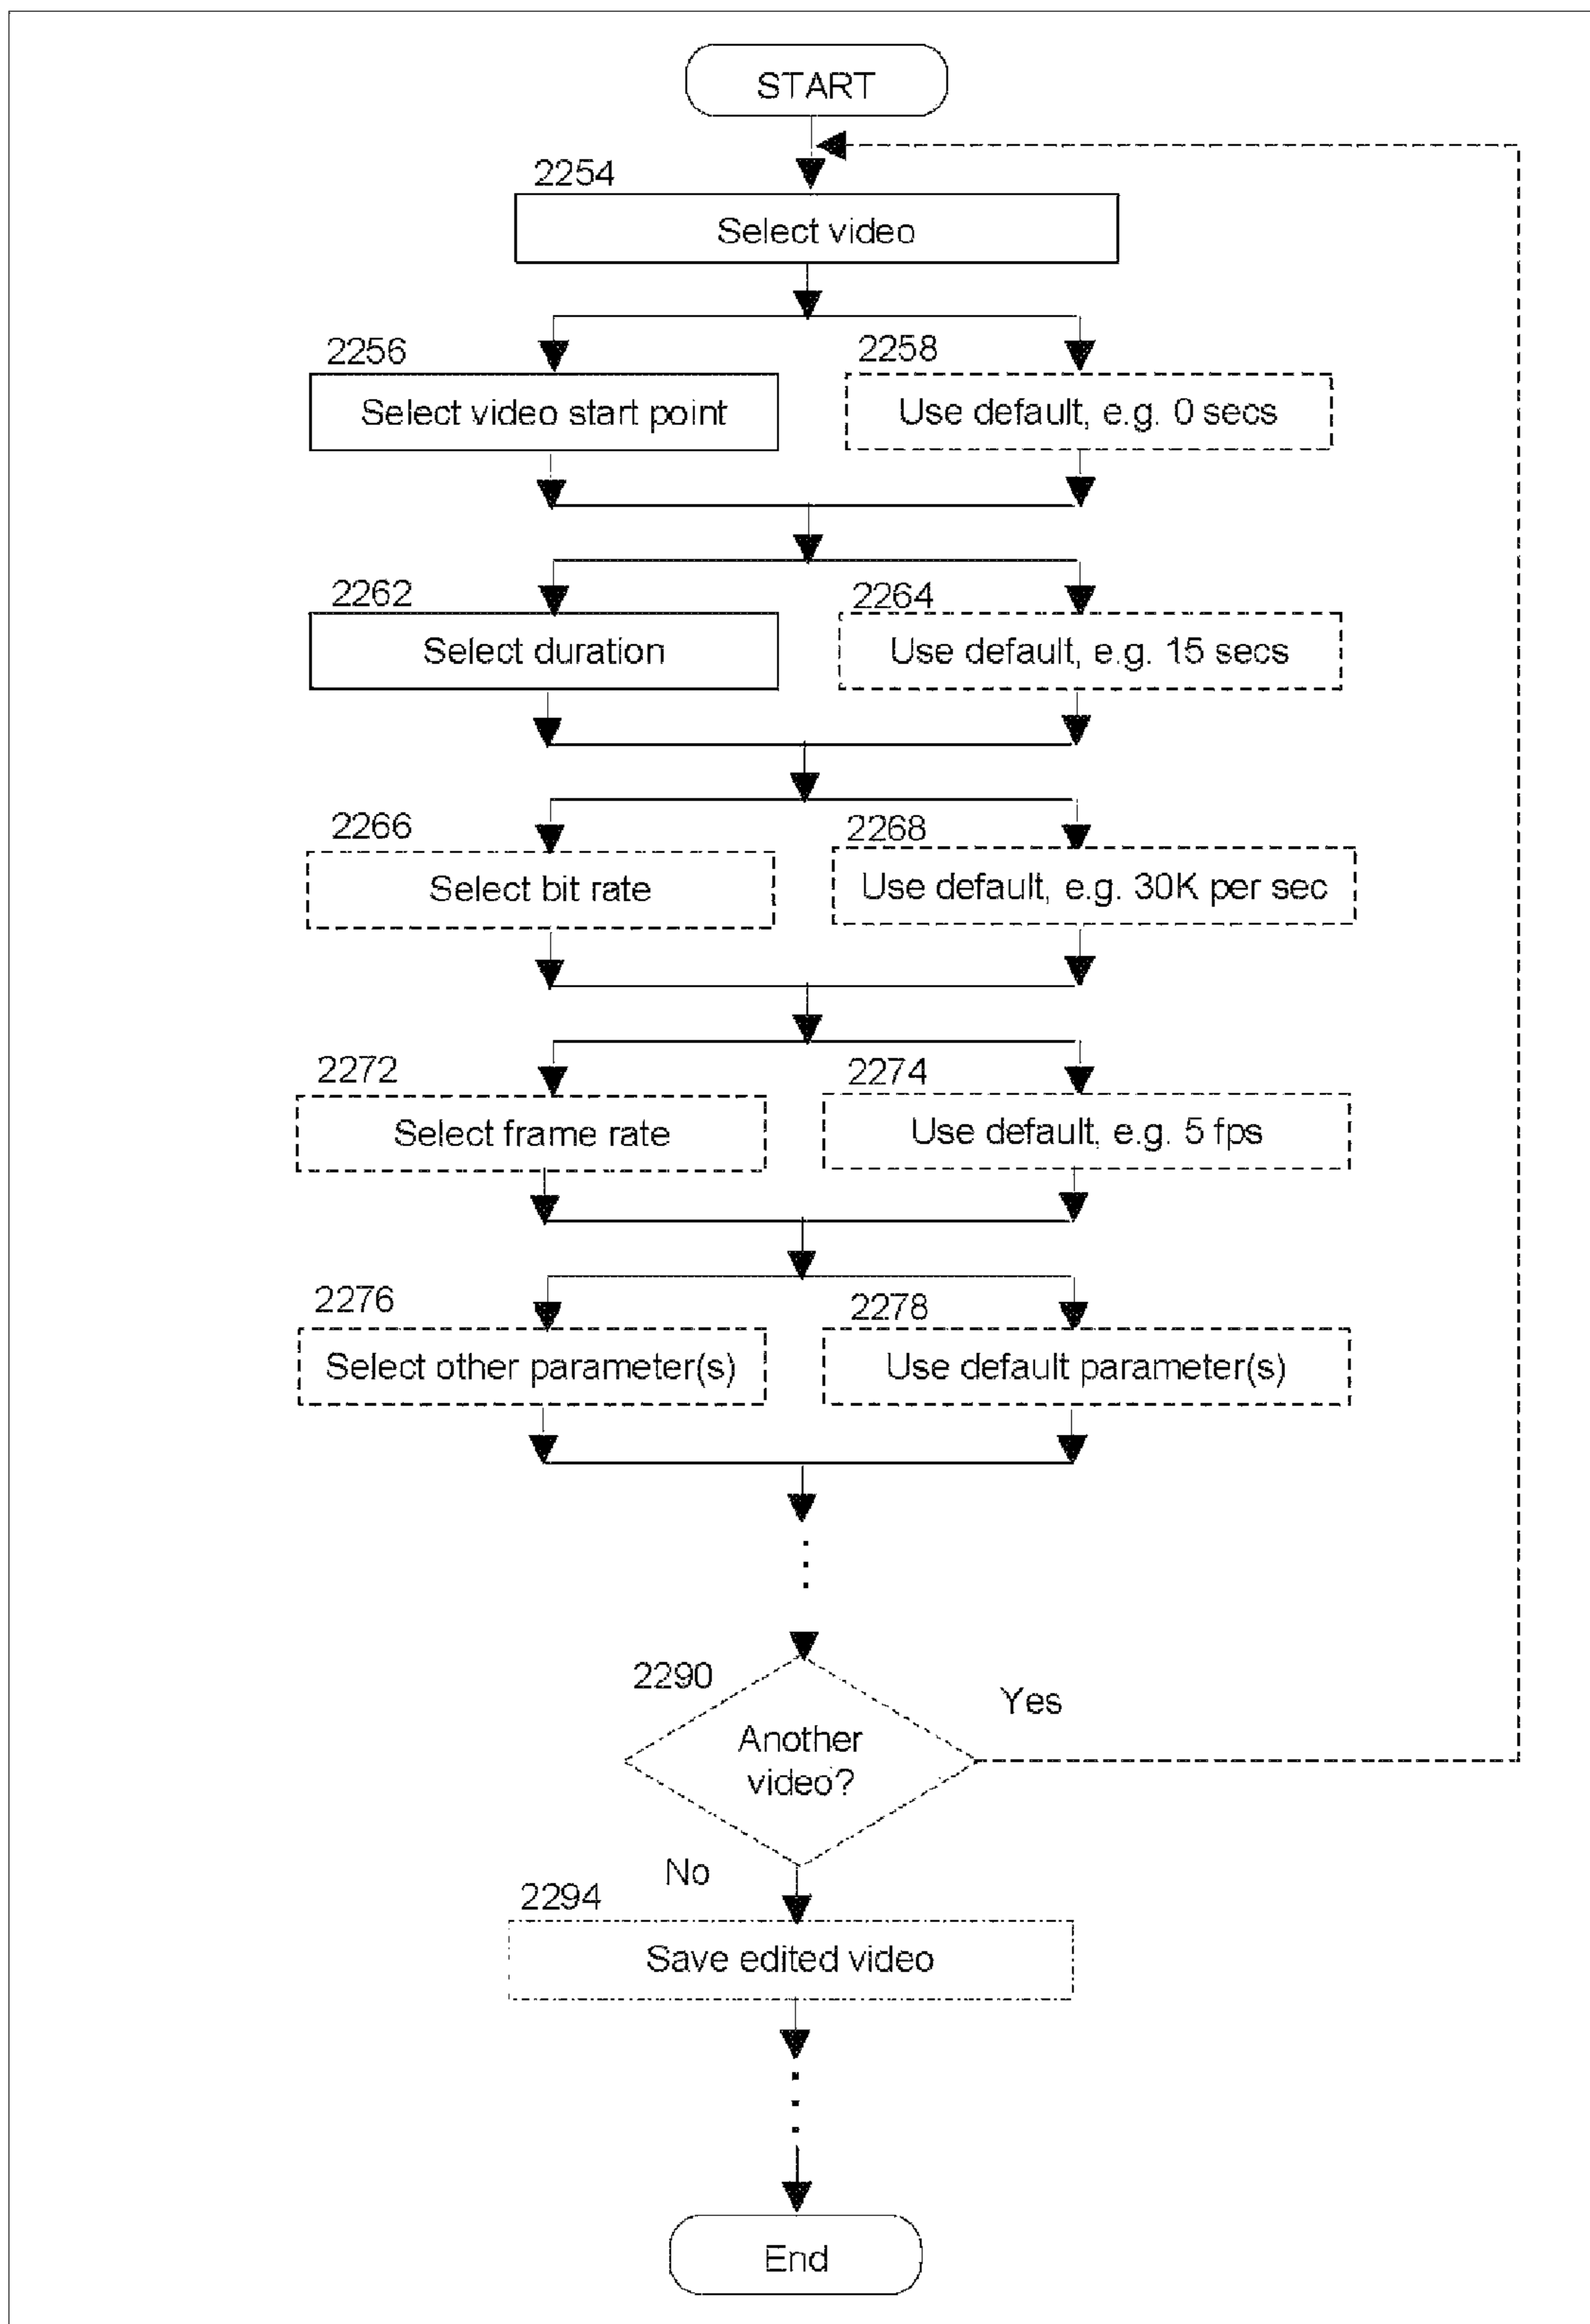 START
2254
Select video
2256
2258
Select video start point
Use default, e.g. 0 secs
2262
2264
Select duration
Use default, e.g. 15 secs
2266
2268
Select bit rate
Use default, e.g. 30K per sec
2272
2274
Select frame rate
Use default, e.g. 5 fps
2276
2278
Select other parameter(s)
Use default parameter(s)
2290
Yes
Another
video?
No
2294
Save edited video
End